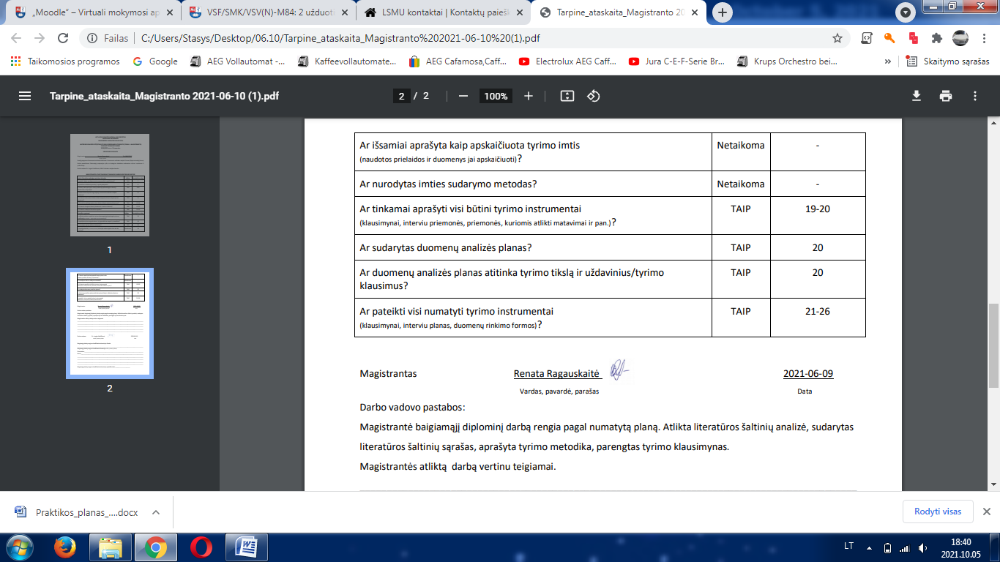 „Moodle“ – Virtuali mokymosi ap
VSF/SMK/VSV(N)-M84: 2 užduoti
LSMU kontaktai | Kontaktų paiešk
Tarpine_ataskaita_Magistranto 20
Failas
C:/Users/Stasys/Desktop/06.10/Tarpine_ataskaita_Magistranto%202021-06-10%20(1).pdf
Taikomosios programos
Google
AEG Vollautomat -...
Kaffeevollautomate...
AEG Cafamosa,Caff...
Electrolux AEG Caff...
Jura C-E-F-Serie Br...
Krups Orchestro bei...
»
Skaitymo sąrašas
Tarpine_ataskaita_Magistranto 2021-06-10 (1).pdf
2 / 2
100%
1
2
Ar išsamiai aprašyta kaip apskaičiuota tyrimo imtis
(naudotos prielaidos ir duomenys jai apskaičiuoti)?
Netaikoma
-
Ar nurodytas imties sudarymo metodas?
Netaikoma
-
Ar tinkamai aprašyti visi būtini tyrimo instrumentai
(klausimynai, interviu priemonės, priemonės, kuriomis atlikti matavimai ir pan.)?
TAIP
19-20
Ar sudarytas duomenų analizės planas?
TAIP
20
Ar duomenų analizės planas atitinka tyrimo tikslą ir uždavinius/tyrimo
klausimus?
TAIP
20
Ar pateikti visi numatyti tyrimo instrumentai
(klausimynai, interviu planas, duomenų rinkimo formos)?
TAIP
21-26
Magistrantas
Renata Ragauskaitė
2021-06-09
Vardas, pavardė, parašas
Data
Darbo vadovo pastabos:
Magistrantė baigiamąjį diplominį darbą rengia pagal numatytą planą. Atlikta literatūros šaltinių analizė, sudarytas
literatūros šaltinių sąrašas, aprašyta tyrimo metodika, parengtas tyrimo klausimynas.
Magistrantės atliktą darbą vertinu teigiamai.
Praktikos_planas_....docx
Rodyti visas
LT
18:40
2021.10.05